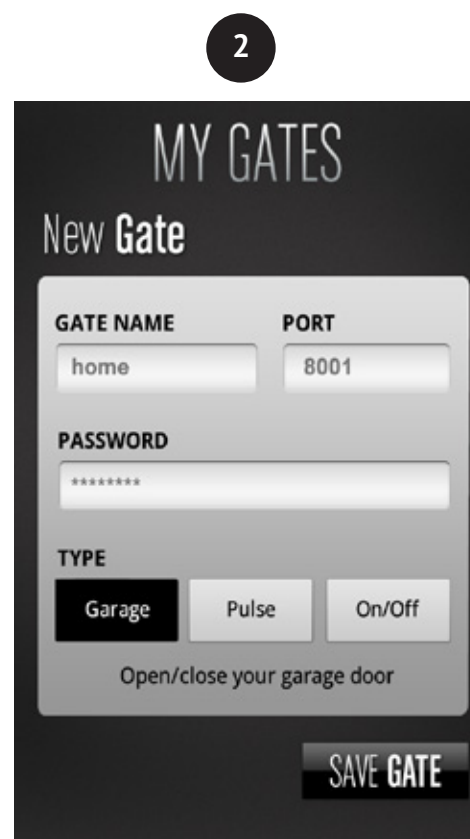 2
MY GATES
New Gate
GATE NAME PORT
home 8001
PASSWORD
********
TYPE
Garage Pulse On/Off
Open/close your garage door
SAVE GATE